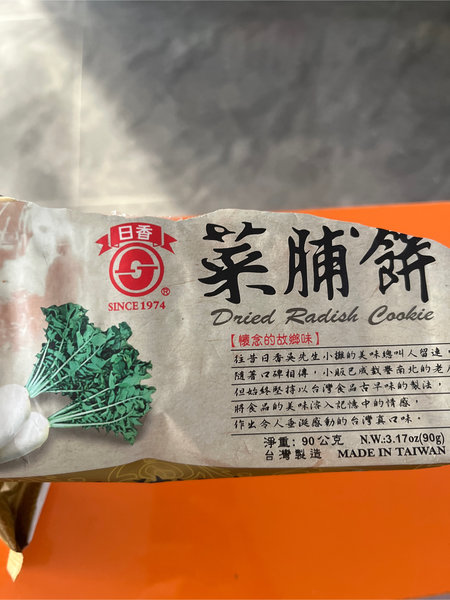 日香
®
SINCE 1974
菜脯餅
Dried Radish Cookie
【懷念的故鄉味】
往昔日香吳先生小攤的美味總叫人留連，
隨著口碑相傳，小販已成載譽南北的老
但始終堅持以台灣食品古早味的製法，
將食品的美味溶入記憶中的情感，
作出令人垂涎感動的台灣真口味。
淨重：90公克 N.W.:3.17oz(90g)
台灣製造 MADE IN TAIWAN